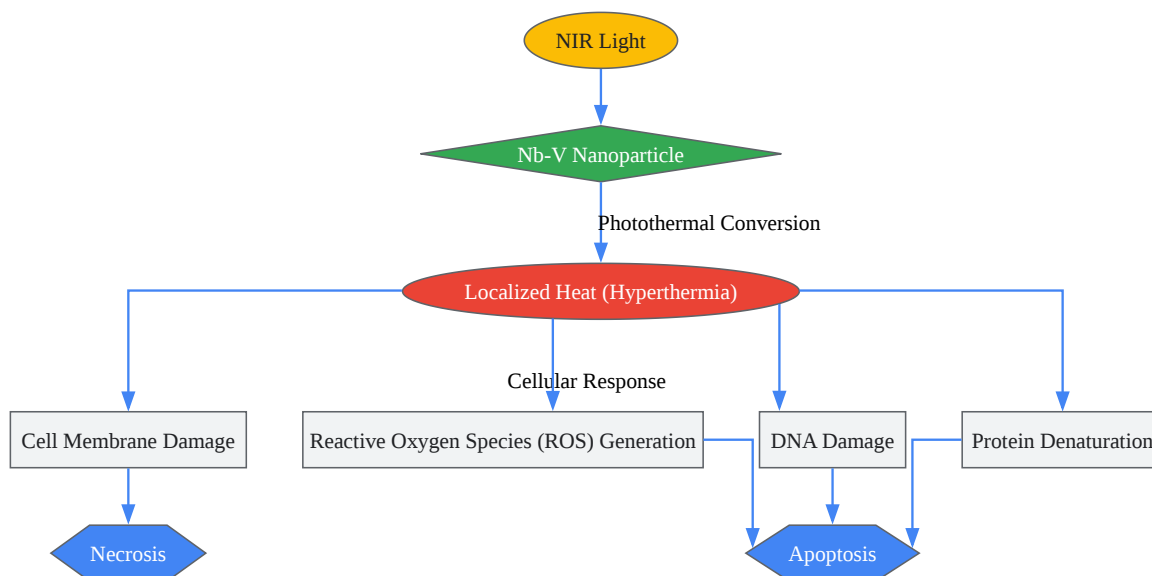 NIR Light
Nb-V Nanoparticle
Photothermal Conversion
Localized Heat (Hyperthermia)
Cellular Response
Cell Membrane Damage
Reactive Oxygen Species (ROS) Generation
DNA Damage
Protein Denaturation
Necrosis
Apoptosis